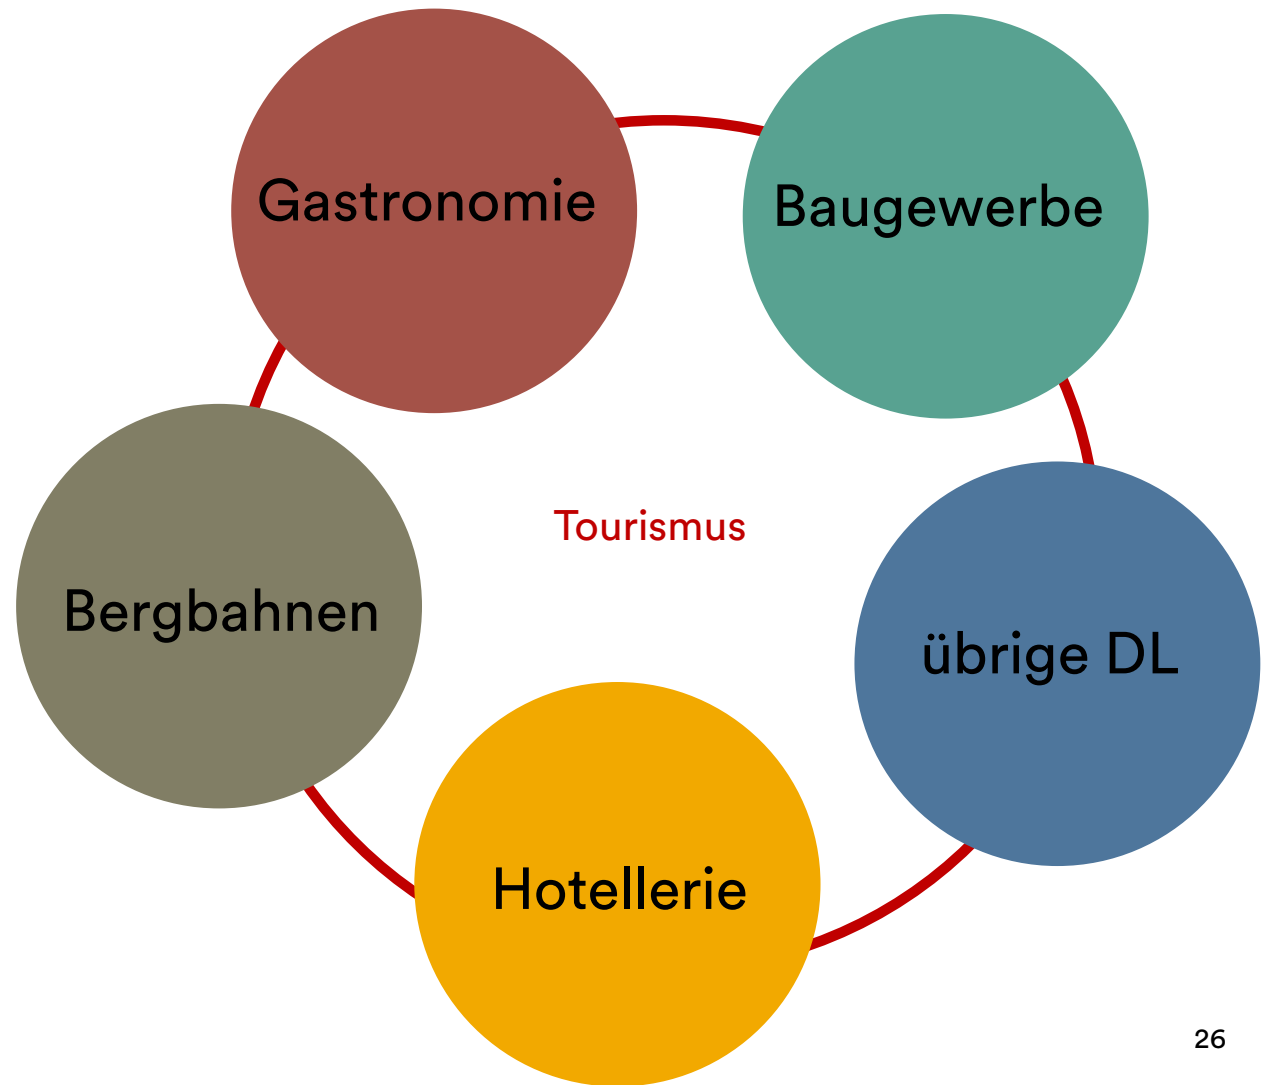 Gastronomie
Baugewerbe
Tourismus
Bergbahnen
übrige DL
Hotellerie
26